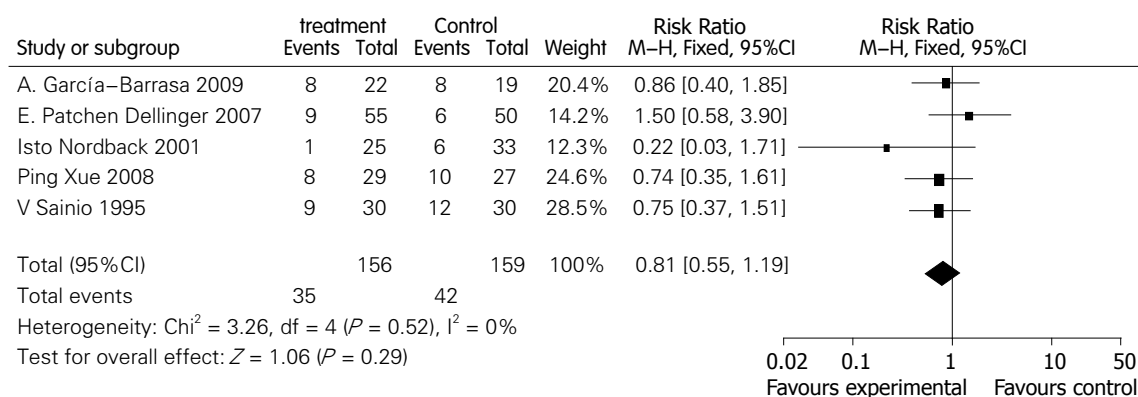 treatment Control Risk Ratio Risk Ratio
Study or subgroup Events Total Events Total Weight M–H, Fixed, 95%CI M–H, Fixed, 95%CI
A. García–Barrasa 2009 8 22 8 19 20.4% 0.86 [0.40, 1.85]
E. Patchen Dellinger 2007 9 55 6 50 14.2% 1.50 [0.58, 3.90]
Isto Nordback 2001 1 25 6 33 12.3% 0.22 [0.03, 1.71]
Ping Xue 2008 8 29 10 27 24.6% 0.74 [0.35, 1.61]
V Sainio 1995 9 30 12 30 28.5% 0.75 [0.37, 1.51]
Total (95%CI) 156 159 100% 0.81 [0.55, 1.19]
Total events 35 42
Heterogeneity: Chi² = 3.26, df = 4 (P = 0.52), I² = 0%
Test for overall effect: Z = 1.06 (P = 0.29)
0.02 0.1 1 10 50
Favours experimental Favours control